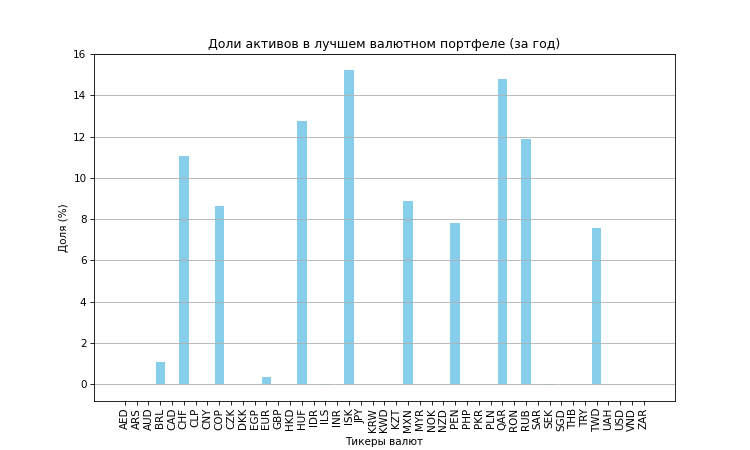 Доли активов в лучшем валютном портфеле (за год)
16
14
12
10
8
6
4
2
0
Доля (%)
AED ARS AUD BRL CAD CHF CLP CNY COP CZK DKK EGP EUR GBP HKD HUF IDR ILS INR ISK JPY KRW KWD KZT MXN MYR NOK NZD PEN PHP PKR PLN QAR RON RUB SAR SEK SGD THB TRY TWD UAH USD VND ZAR
Тикеры валют